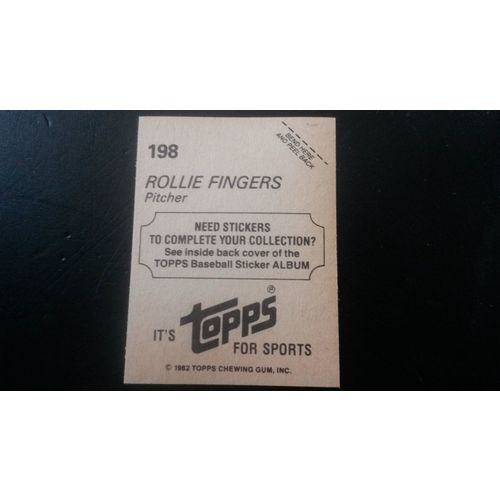 198
BEND HERE
AND PEEL BACK
ROLLIE FINGERS
Pitcher
NEED STICKERS
TO COMPLETE YOUR COLLECTION?
See inside back cover of the
TOPPS Baseball Sticker ALBUM
IT'S TOPPS ®
FOR SPORTS
© 1982 TOPPS CHEWING GUM, INC.